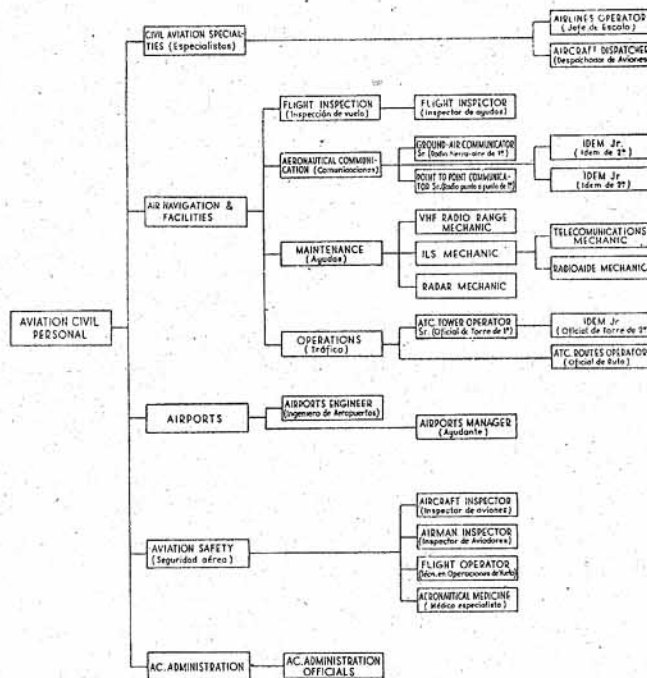 AIRLINES OPERATOR
(Jefe de Escala)
CIVIL AVIATION SPECIAL-
TIES (Especialistas)
AIRCRAFT DISPATCHER
(Despachador de Aviones)
FLIGHT INSPECTION
(Inspección de vuelo)
FLIGHT INSPECTOR
(Inspector de ayudas)
GROUND-AIR COMMUNICATOR
Sr. (Radio tierra-aire de 1ª)
IDEM Jr.
(Idem de 2ª)
AERONAUTICAL COMMUNI-
CATION (Comunicaciones)
POINT TO POINT COMMUNICA-
TOR Sr. (Radio punto a punto de 1ª)
IDEM Jr
(Idem de 2ª)
AIR NAVIGATION &
FACILITIES
VHF RADIO RANGE
MECHANIC
TELECOMUNICATIONS
MECHANIC
MAINTENANCE
(Ayudas)
ILS MECHANIC
RADIOAIDE MECHANIC
RADAR MECHANIC
AVIATION CIVIL
PERSONAL
OPERATIONS
(Tráfico)
ATC. TOWER OPERATOR
Sr. (Oficial de Torre de 1ª)
IDEM Jr
(Oficial de Torre de 2ª)
ATC. ROUTES OPERATOR
(Oficial de Ruta)
AIRPORTS
AIRPORTS ENGINEER
(Ingeniero de Aeropuertos)
AIRPORTS MANAGER
(Ayudante)
AIRCRAFT INSPECTOR
(Inspector de aviones)
AIRMAN INSPECTOR
(Inspector de Aviadores)
AVIATION SAFETY
(Seguridad aérea)
FLIGHT OPERATOR
en Operaciones de Vuelo)
AERONAUTICAL MEDICINE
(Médico especialista)
AC. ADMINISTRATION
AC. ADMINISTRATION
OFFICIALS